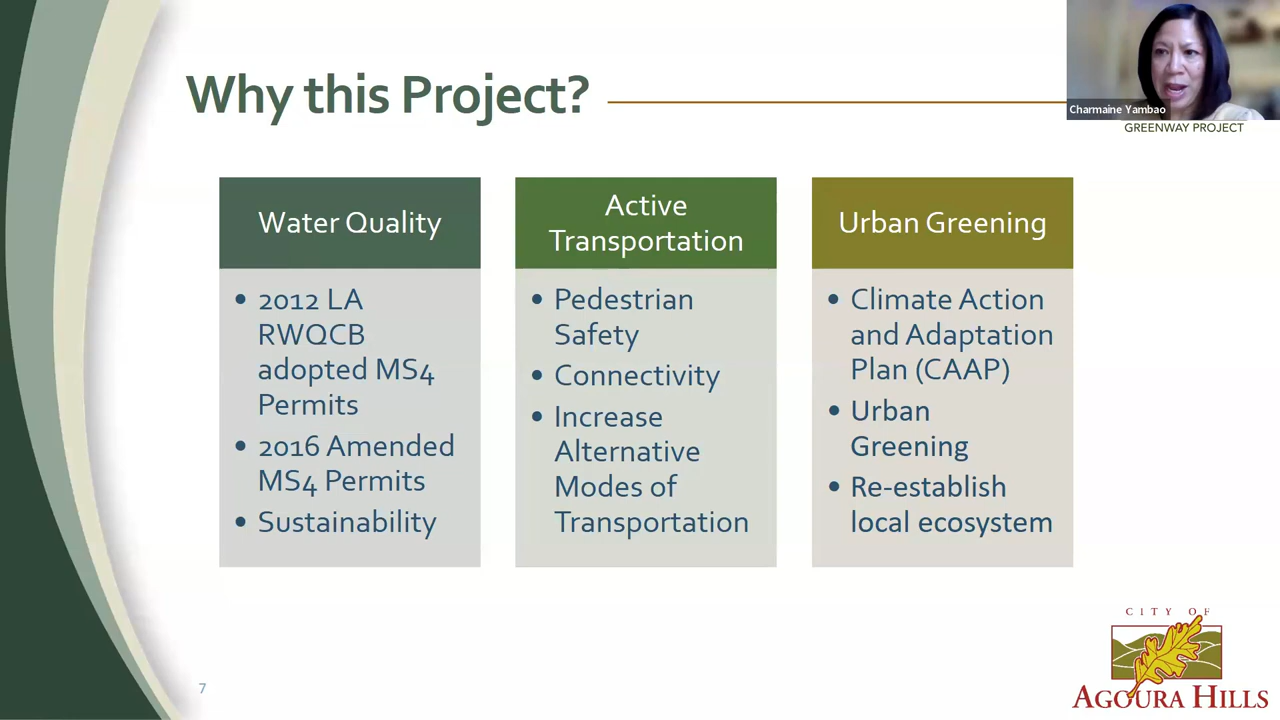 Why this Project?
Charmaine Yambao
GREENWAY PROJECT
Water Quality
• 2012 LA
RWQCB
adopted MS4
Permits
• 2016 Amended
MS4 Permits
• Sustainability
Active
Transportation
• Pedestrian
Safety
• Connectivity
• Increase
Alternative
Modes of
Transportation
Urban Greening
• Climate Action
and Adaptation
Plan (CAAP)
• Urban
Greening
• Re-establish
local ecosystem
7
CITY OF
AGOURA HILLS